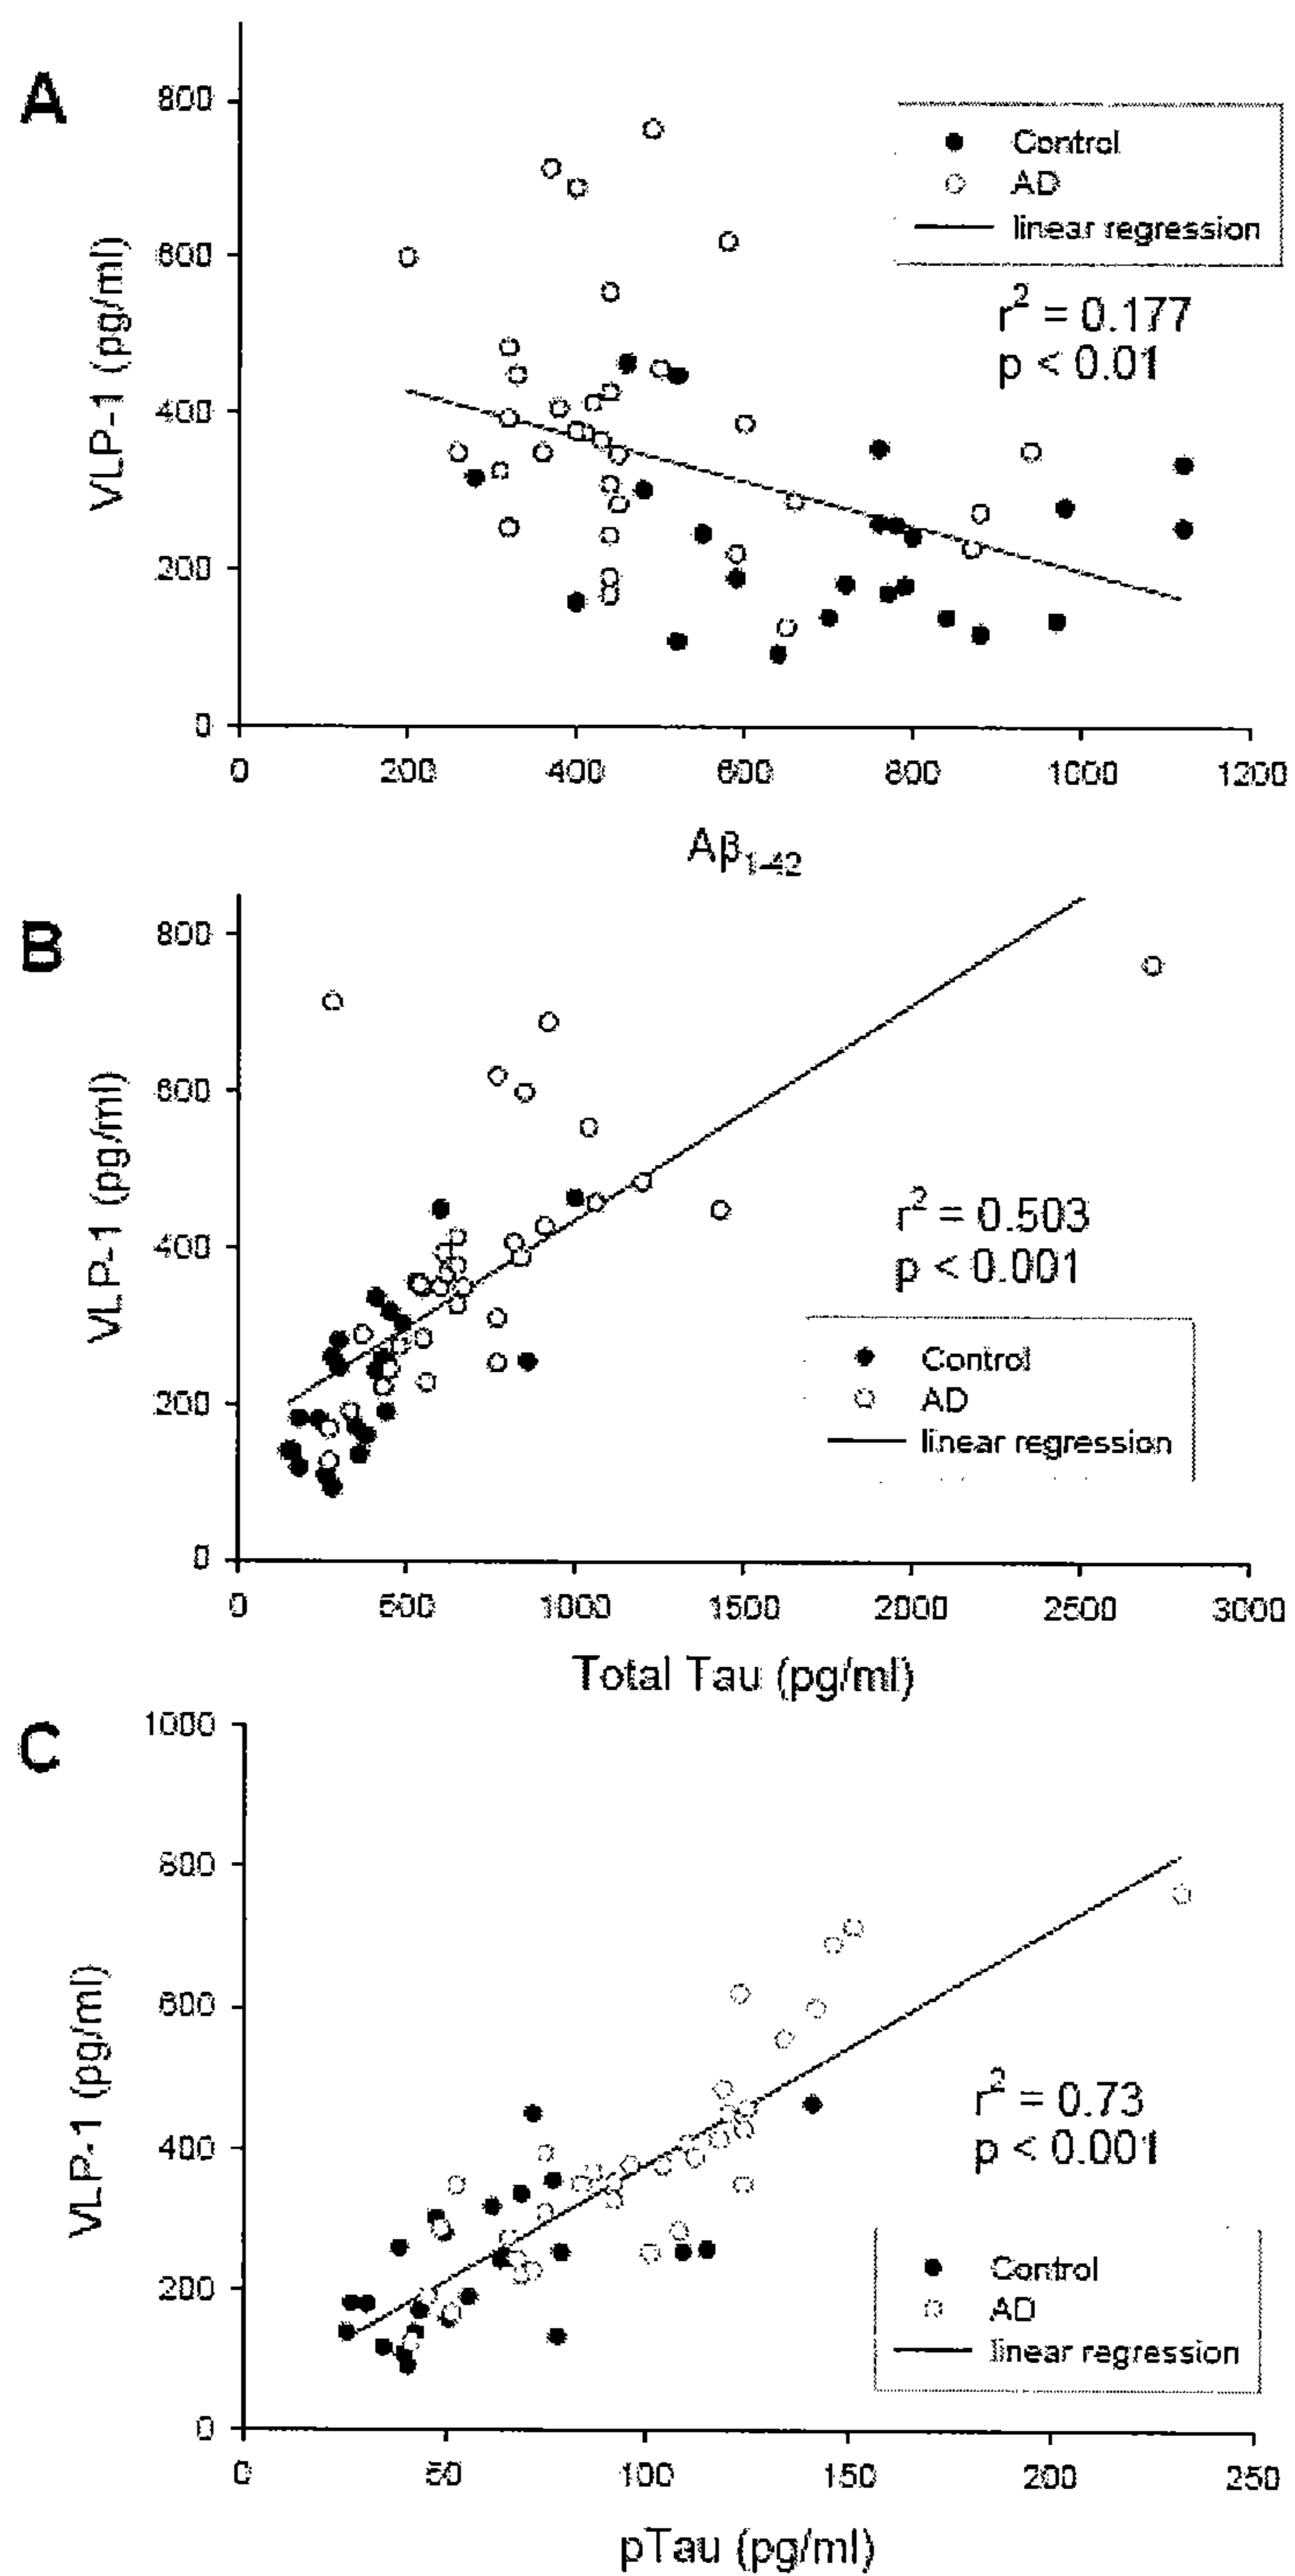 A
VLP-1 (pg/ml)
800
600
400
200
0
Control
AD
linear regression
r² = 0.177
p < 0.01
0 200 400 600 800 1000 1200
Aβ₁₋₄₂
B
VLP-1 (pg/ml)
800
600
400
200
0
r² = 0.503
p < 0.001
Control
AD
linear regression
0 500 1000 1500 2000 2500 3000
Total Tau (pg/ml)
C
VLP-1 (pg/ml)
1000
800
600
400
200
0
r² = 0.73
p < 0.001
Control
AD
linear regression
0 50 100 150 200 250
pTau (pg/ml)